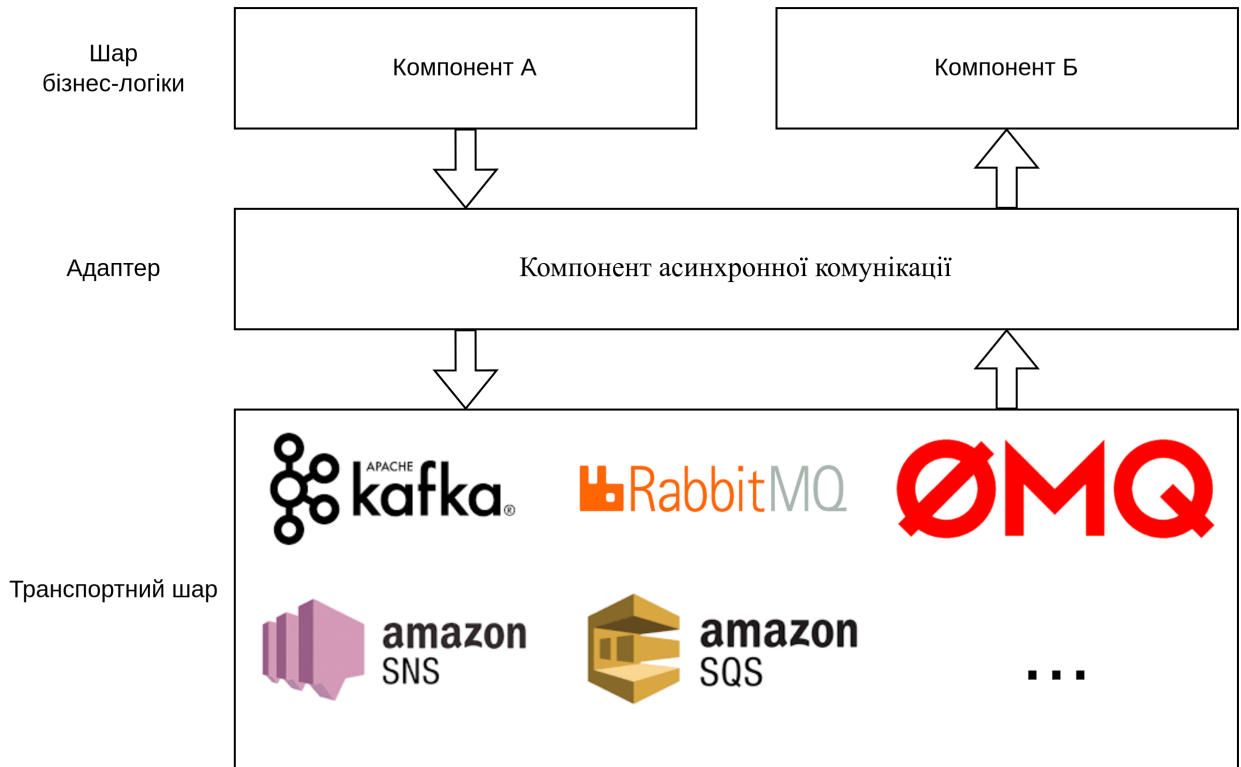 Шар
бізнес-логіки
Компонент А
Компонент Б
Адаптер
Компонент асинхронної комунікації
Транспортний шар
APACHE
kafka®
RabbitMQ
ØMQ
amazon
SNS
amazon
SQS
...